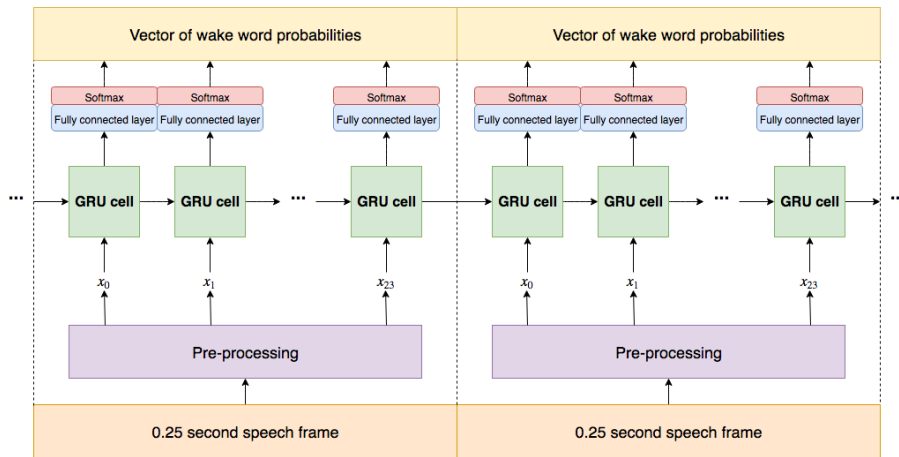 Vector of wake word probabilities Vector of wake word probabilities
Softmax Softmax Softmax Softmax Softmax Softmax
Fully connected layer Fully connected layer Fully connected layer Fully connected layer Fully connected layer Fully connected layer
... GRU cell GRU cell ... GRU cell GRU cell GRU cell ... GRU cell ...
x₀ x₁ x₂₃ x₀ x₁ x₂₃
Pre-processing Pre-processing
0.25 second speech frame 0.25 second speech frame